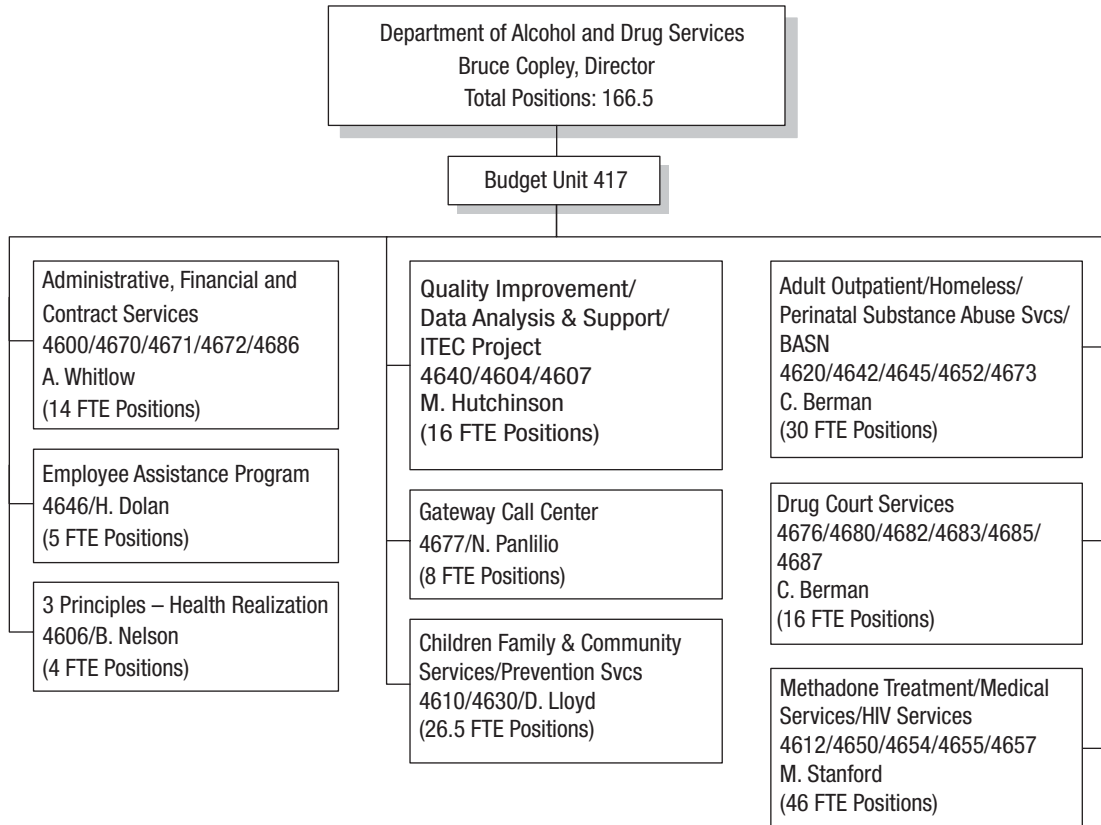 Department of Alcohol and Drug Services
Bruce Copley, Director
Total Positions: 166.5
Budget Unit 417
Administrative, Financial and
Contract Services
4600/4670/4671/4672/4686
A. Whitlow
(14 FTE Positions)
Employee Assistance Program
4646/H. Dolan
(5 FTE Positions)
3 Principles – Health Realization
4606/B. Nelson
(4 FTE Positions)
Quality Improvement/
Data Analysis & Support/
ITEC Project
4640/4604/4607
M. Hutchinson
(16 FTE Positions)
Gateway Call Center
4677/N. Panlilio
(8 FTE Positions)
Children Family & Community
Services/Prevention Svcs
4610/4630/D. Lloyd
(26.5 FTE Positions)
Adult Outpatient/Homeless/
Perinatal Substance Abuse Svcs/
BASN
4620/4642/4645/4652/4673
C. Berman
(30 FTE Positions)
Drug Court Services
4676/4680/4682/4683/4685/
4687
C. Berman
(16 FTE Positions)
Methadone Treatment/Medical
Services/HIV Services
4612/4650/4654/4655/4657
M. Stanford
(46 FTE Positions)